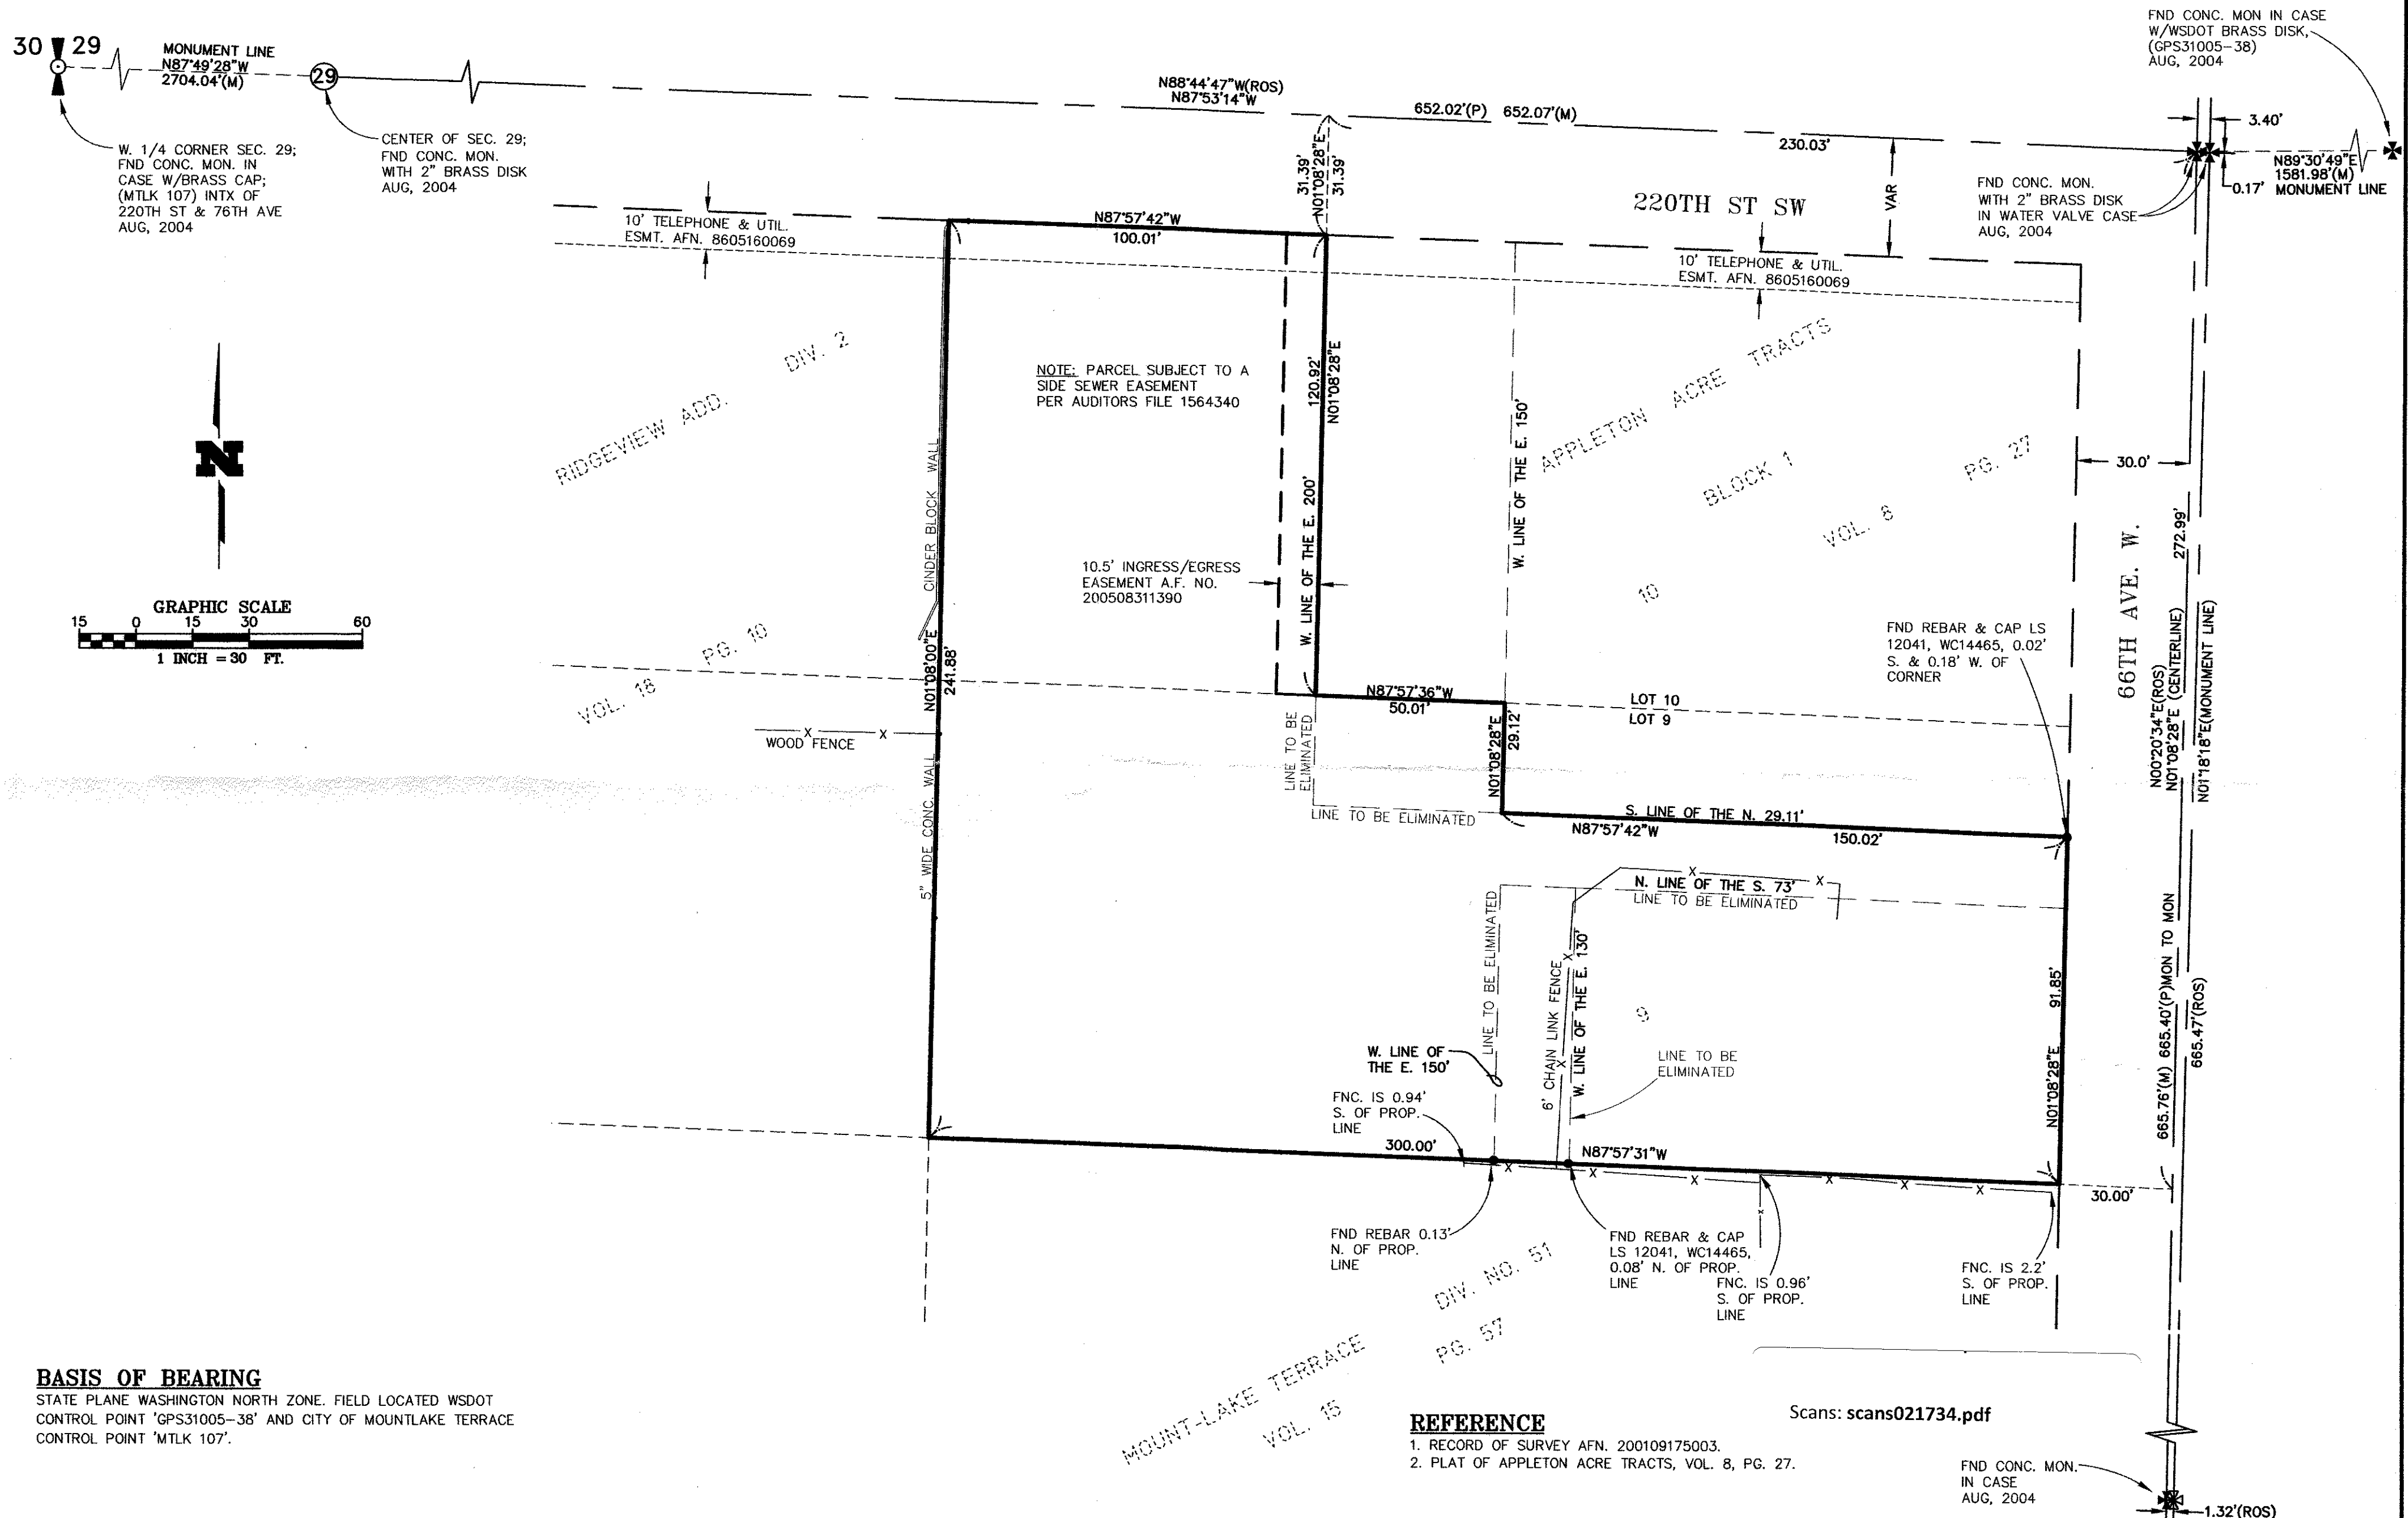 30 29
MONUMENT LINE
N87°49'28"W
2704.04'(M)
29
W. 1/4 CORNER SEC. 29;
FND CONC. MON. IN
CASE W/BRASS CAP;
(MTLK 107) INTX OF
220TH ST & 76TH AVE
AUG, 2004
CENTER OF SEC. 29;
FND CONC. MON.
WITH 2" BRASS DISK
AUG, 2004
N88°44'47"W(ROS)
N87°53'14"W
652.02'(P) 652.07'(M)
230.03'
FND CONC. MON IN CASE
W/WSDOT BRASS DISK,
(GPS31005-38)
AUG, 2004
3.40'
N89°30'49"E
1581.98'(M)
0.17' MONUMENT LINE
FND CONC. MON.
WITH 2" BRASS DISK
IN WATER VALVE CASE
AUG, 2004
31.39'
N01°08'28"E
31.39'
220TH ST SW
VAR
10' TELEPHONE & UTIL.
ESMT. AFN. 8605160069
N87°57'42"W
100.01'
10' TELEPHONE & UTIL.
ESMT. AFN. 8605160069
RIDGEVIEW ADD. DIV. 2
VOL. 18 PG. 10
NOTE: PARCEL SUBJECT TO A
SIDE SEWER EASEMENT
PER AUDITORS FILE 1564340
CINDER BLOCK WALL
120.92'
N01°08'28"E
W. LINE OF THE E. 200'
W. LINE OF THE E. 150'
APPLETON ACRE TRACTS
BLOCK 1
VOL. 8 PG. 27
10
30.0'
66TH AVE. W.
272.99'
N00°20'34"E(ROS)
N01°08'28"E (CENTERLINE)
N01°18'18"E(MONUMENT LINE)
N
GRAPHIC SCALE
15 0 15 30 60
1 INCH = 30 FT.
10.5' INGRESS/EGRESS
EASEMENT A.F. NO.
200508311390
FND REBAR & CAP LS
12041, WC14465, 0.02'
S. & 0.18' W. OF
CORNER
N01°08'00"E
241.88'
WOOD FENCE
X X
N87°57'36"W
50.01'
LOT 10
LOT 9
LINE TO BE
ELIMINATED
N01°08'28"E
29.12'
LINE TO BE ELIMINATED
S. LINE OF THE N. 29.11'
N87°57'42"W
150.02'
5" WIDE CONC. WALL
X X
N. LINE OF THE S. 73'
LINE TO BE ELIMINATED
LINE TO BE ELIMINATED
6' CHAIN LINK FENCE
X X
W. LINE OF THE E. 130'
9
91.85'
N01°08'28"E
665.76'(M) 665.40'(P)MON TO MON
665.47'(ROS)
W. LINE OF
THE E. 150'
LINE TO BE
ELIMINATED
FNC. IS 0.94'
S. OF PROP.
LINE
300.00'
N87°57'31"W
X X X X X X
X
30.00'
FND REBAR 0.13'
N. OF PROP.
LINE
FND REBAR & CAP
LS 12041, WC14465,
0.08' N. OF PROP.
LINE
FNC. IS 0.96'
S. OF PROP.
LINE
FNC. IS 2.2'
S. OF PROP.
LINE
MOUNT-LAKE TERRACE DIV. NO. 51
VOL. 15 PG. 57
BASIS OF BEARING
STATE PLANE WASHINGTON NORTH ZONE. FIELD LOCATED WSDOT
CONTROL POINT 'GPS31005-38' AND CITY OF MOUNTLAKE TERRACE
CONTROL POINT 'MTLK 107'.
REFERENCE
1. RECORD OF SURVEY AFN. 200109175003.
2. PLAT OF APPLETON ACRE TRACTS, VOL. 8, PG. 27.
Scans: scans021734.pdf
FND CONC. MON.
IN CASE
AUG, 2004
1.32'(ROS)